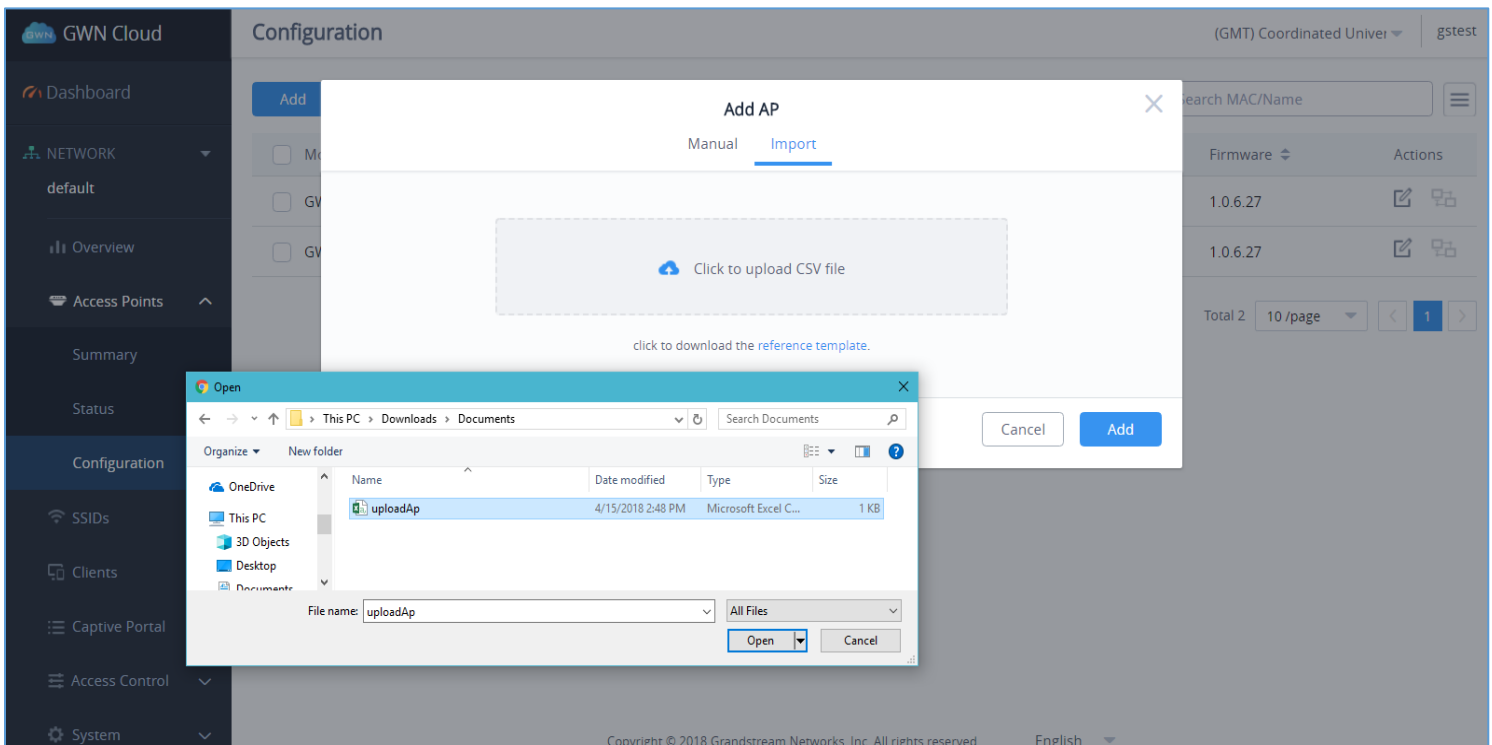 GWN GWN Cloud
Configuration
(GMT) Coordinated Univer
gstest
Dashboard
NETWORK
default
Overview
Access Points
Summary
Status
Configuration
SSIDs
Clients
Captive Portal
Access Control
System
Add
Search MAC/Name
Firmware
Actions
1.0.6.27
1.0.6.27
Total 2 10 /page 1
Add AP
Manual Import
Click to upload CSV file
click to download the reference template.
Cancel Add
Open
This PC > Downloads > Documents
Search Documents
Organize New folder
Name Date modified Type Size
OneDrive
This PC
3D Objects
Desktop
Documents
uploadAp 4/15/2018 2:48 PM Microsoft Excel C... 1 KB
File name: uploadAp All Files
Open Cancel
Copyright © 2018 Grandstream Networks, Inc. All rights reserved. English